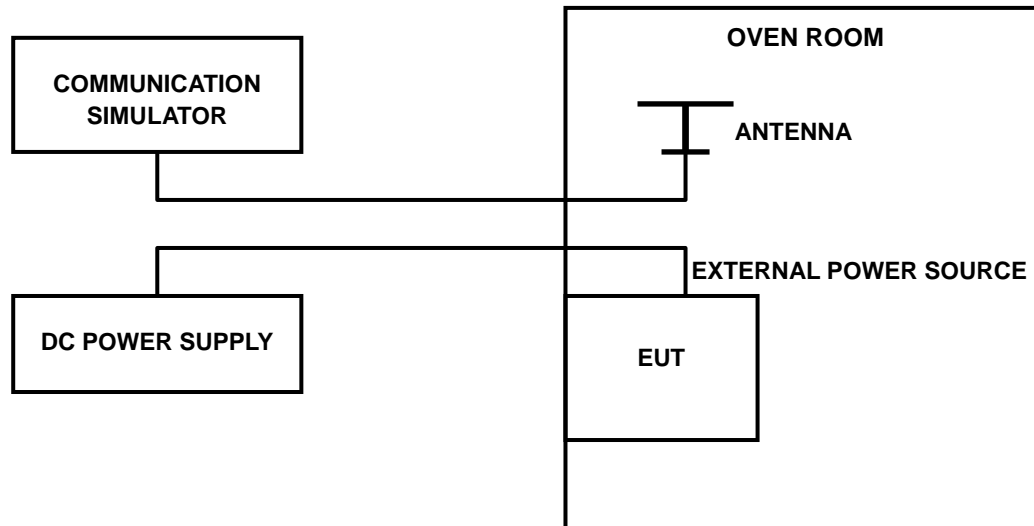 OVEN ROOM
COMMUNICATION
SIMULATOR
ANTENNA
EXTERNAL POWER SOURCE
DC POWER SUPPLY
EUT